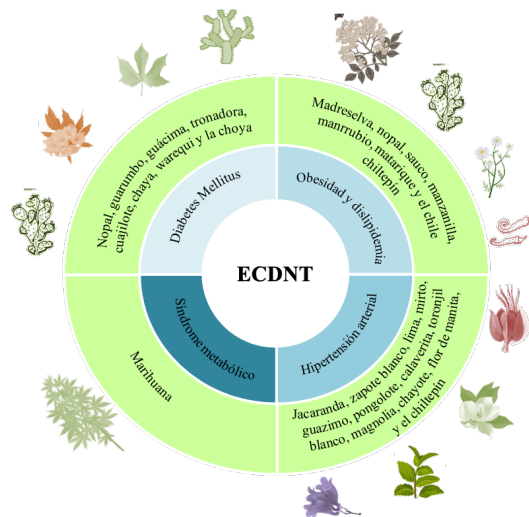 Nopal, guarumbo, guácima, tronadora,
cuajilote, chaya, warequi y la choya
Diabetes Mellitus
Madreselva, nopal, sauco, manzanilla,
manrrubio, matarique y el chile
chiltepín
Obesidad y dislipidemia
ECDNT
Síndrome metabólico
Marihuana
Hipertensión arterial
Jacaranda, zapote blanco, lima, mirto,
guazimo, pongolote, calaverita, toronjil
blanco, magnolia, chayote, flor de manita,
y el chiltepín